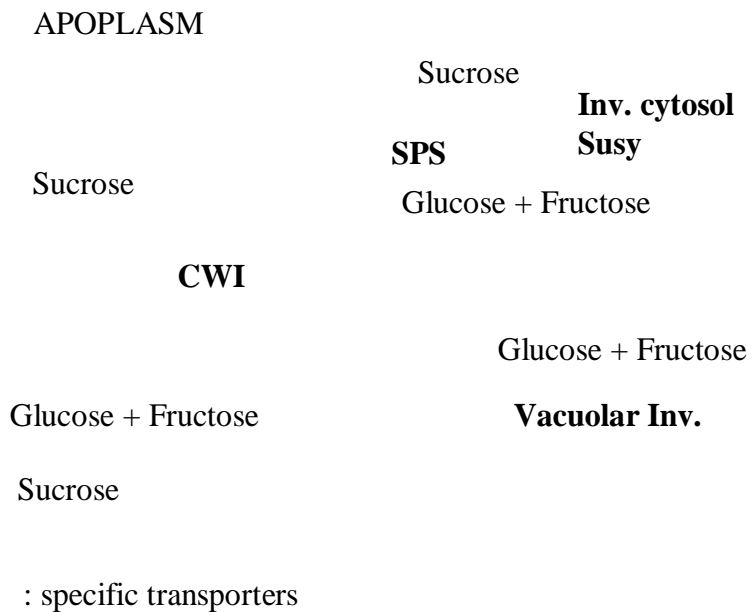 APOPLASM
Sucrose
Inv. cytosol
Susy
SPS
Sucrose
Glucose + Fructose
CWI
Glucose + Fructose
Glucose + Fructose
Vacuolar Inv.
Sucrose
: specific transporters